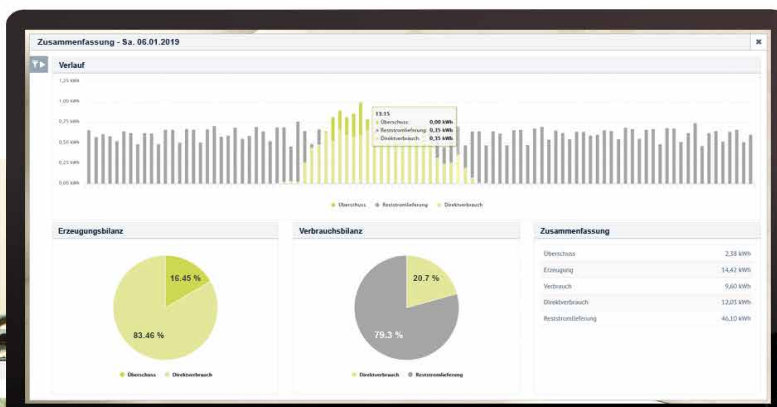 Zusammenfassung - Sa. 06.01.2019
Verlauf
1,25 kWh
1,00 kWh
0,75 kWh
0,50 kWh
0,25 kWh
0,00 kWh
13:15
Überschuss: 0,00 kWh
Reststromlieferung: 0,35 kWh
Direktverbrauch: 0,35 kWh
Überschuss Reststromlieferung Direktverbrauch
Erzeugungsbilanz
16.45 %
83.46 %
Überschuss Direktverbrauch
Verbrauchsbilanz
20.7 %
79.3 %
Direktverbrauch Reststromlieferung
Zusammenfassung
Überschuss 2,38 kWh
Erzeugung 14,42 kWh
Verbrauch 9,60 kWh
Direktverbrauch 12,03 kWh
Reststromlieferung 46,10 kWh